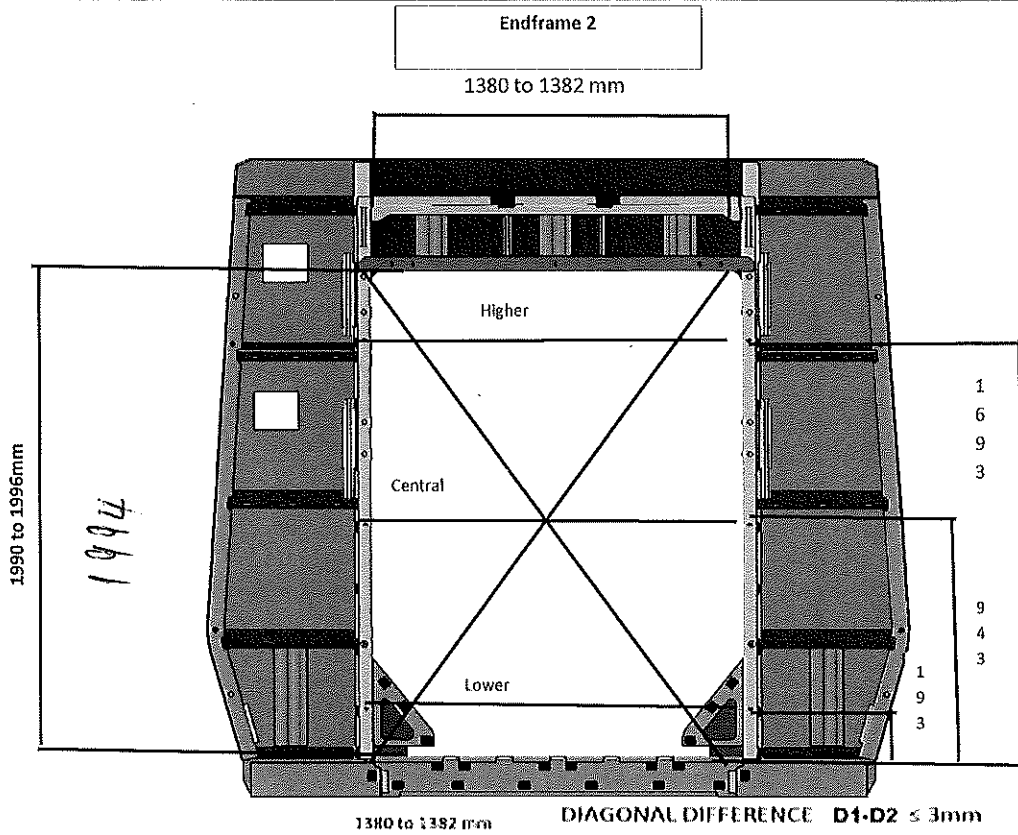 Endframe 2
1380 to 1382 mm
Higher
1
6
9
3
Central
1990 to 1996mm
1994
9
4
3
Lower
1
9
3
1380 to 1382 mm
DIAGONAL DIFFERENCE D1-D2 ≤ 3mm